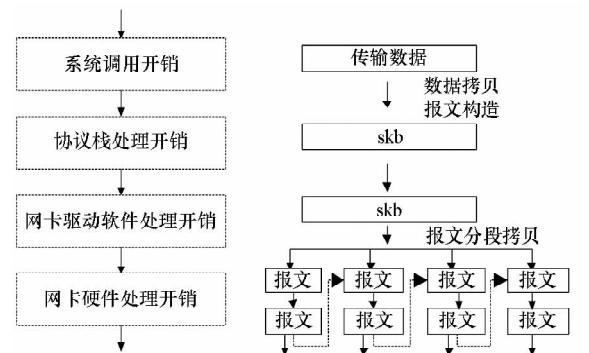 系统调用开销
协议栈处理开销
网卡驱动软件处理开销
网卡硬件处理开销
传输数据
数据拷贝
报文构造
skb
skb
报文分段拷贝
报文 报文 报文 报文
报文 报文 报文 报文